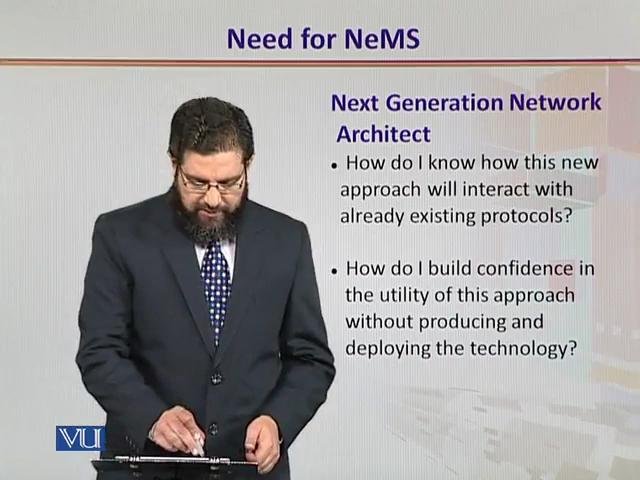 Need for NeMS
Next Generation Network
Architect
• How do I know how this new
approach will interact with
already existing protocols?
• How do I build confidence in
the utility of this approach
without producing and
deploying the technology?
VU